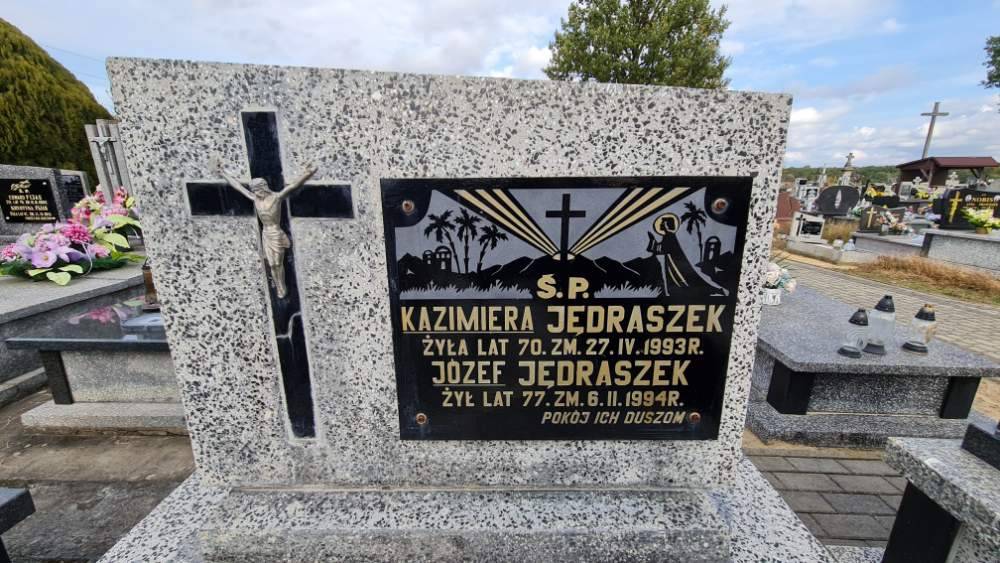 Ś.P.
KAZIMIERA JĘDRASZEK
ŻYŁA LAT 70. ZM. 27. IV. 1993R.
JÓZEF JĘDRASZEK
ŻYŁ LAT 77. ZM. 6. II. 1994R.
POKÓJ ICH DUSZOM